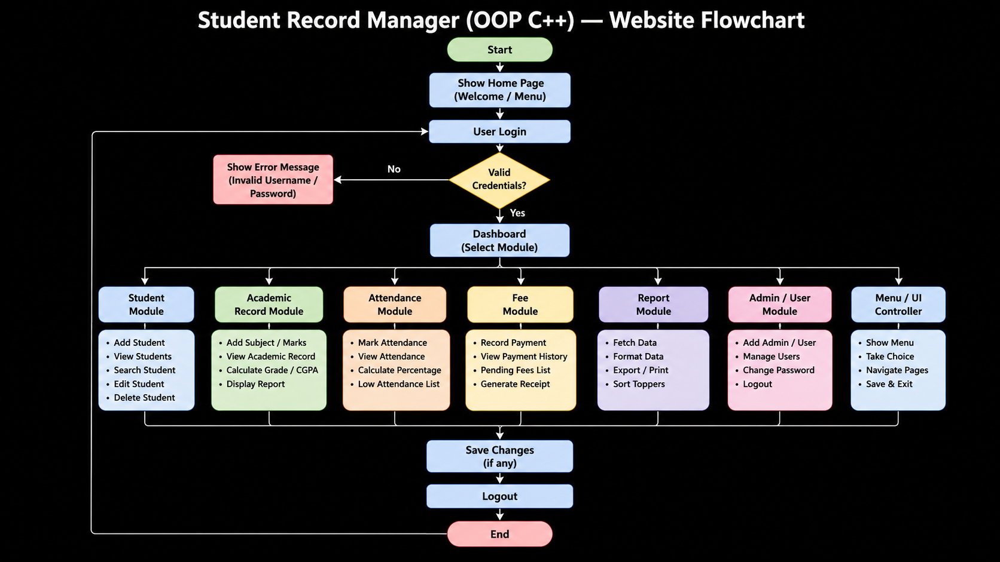 Student Record Manager (OOP C++) — Website Flowchart
Start
Show Home Page
(Welcome / Menu)
User Login
Show Error Message
(Invalid Username /
Password)
No
Valid
Credentials?
Yes
Dashboard
(Select Module)
Student
Module
• Add Student
• View Students
• Search Student
• Edit Student
• Delete Student
Academic
Record Module
• Add Subject / Marks
• View Academic Record
• Calculate Grade / CGPA
• Display Report
Attendance
Module
• Mark Attendance
• View Attendance
• Calculate Percentage
• Low Attendance List
Fee
Module
• Record Payment
• View Payment History
• Pending Fees List
• Generate Receipt
Report
Module
• Fetch Data
• Format Data
• Export / Print
• Sort Toppers
Admin / User
Module
• Add Admin / User
• Manage Users
• Change Password
• Logout
Menu / UI
Controller
• Show Menu
• Take Choice
• Navigate Pages
• Save & Exit
Save Changes
(if any)
Logout
End